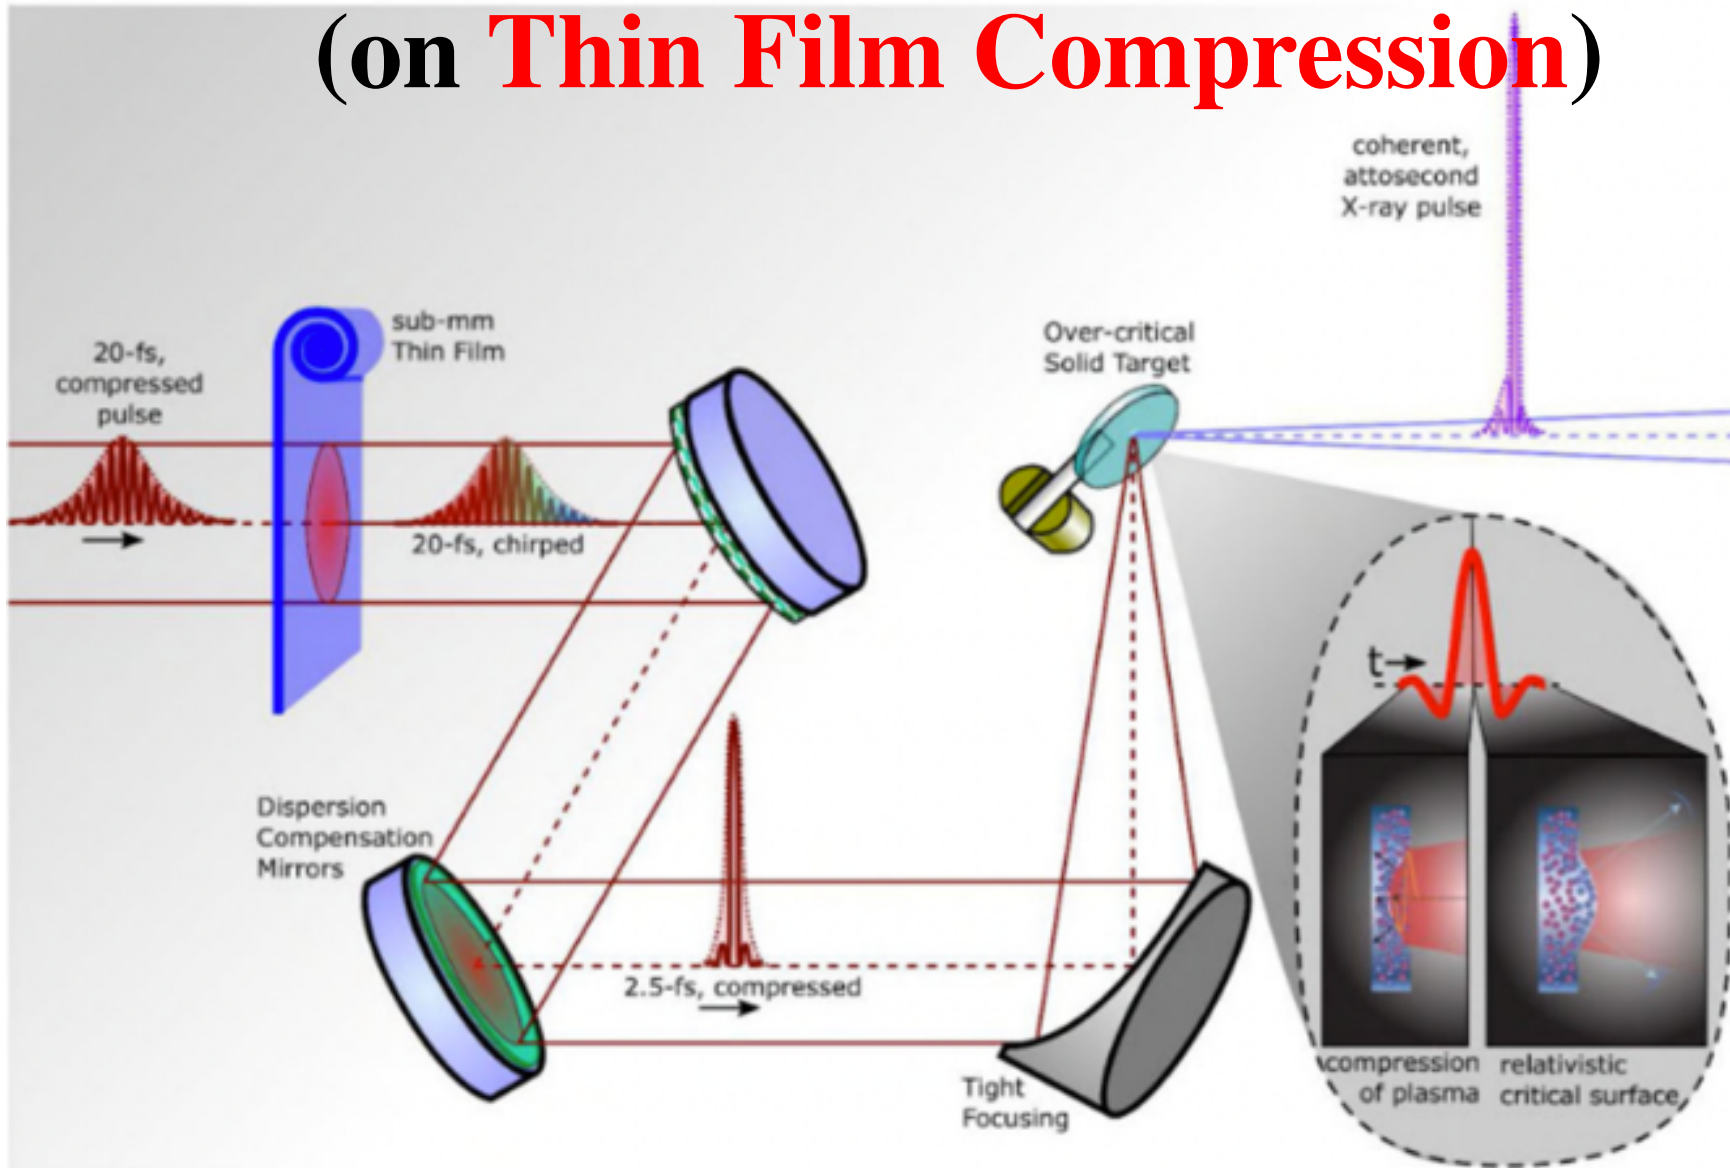 (on Thin Film Compression)
coherent,
attosecond
X-ray pulse
sub-mm
Thin Film
20-fs,
compressed
pulse
Over-critical
Solid Target
20-fs, chirped
t
Dispersion
Compensation
Mirrors
2.5-fs, compressed
Tight
Focusing
compression
of plasma
relativistic
critical surface